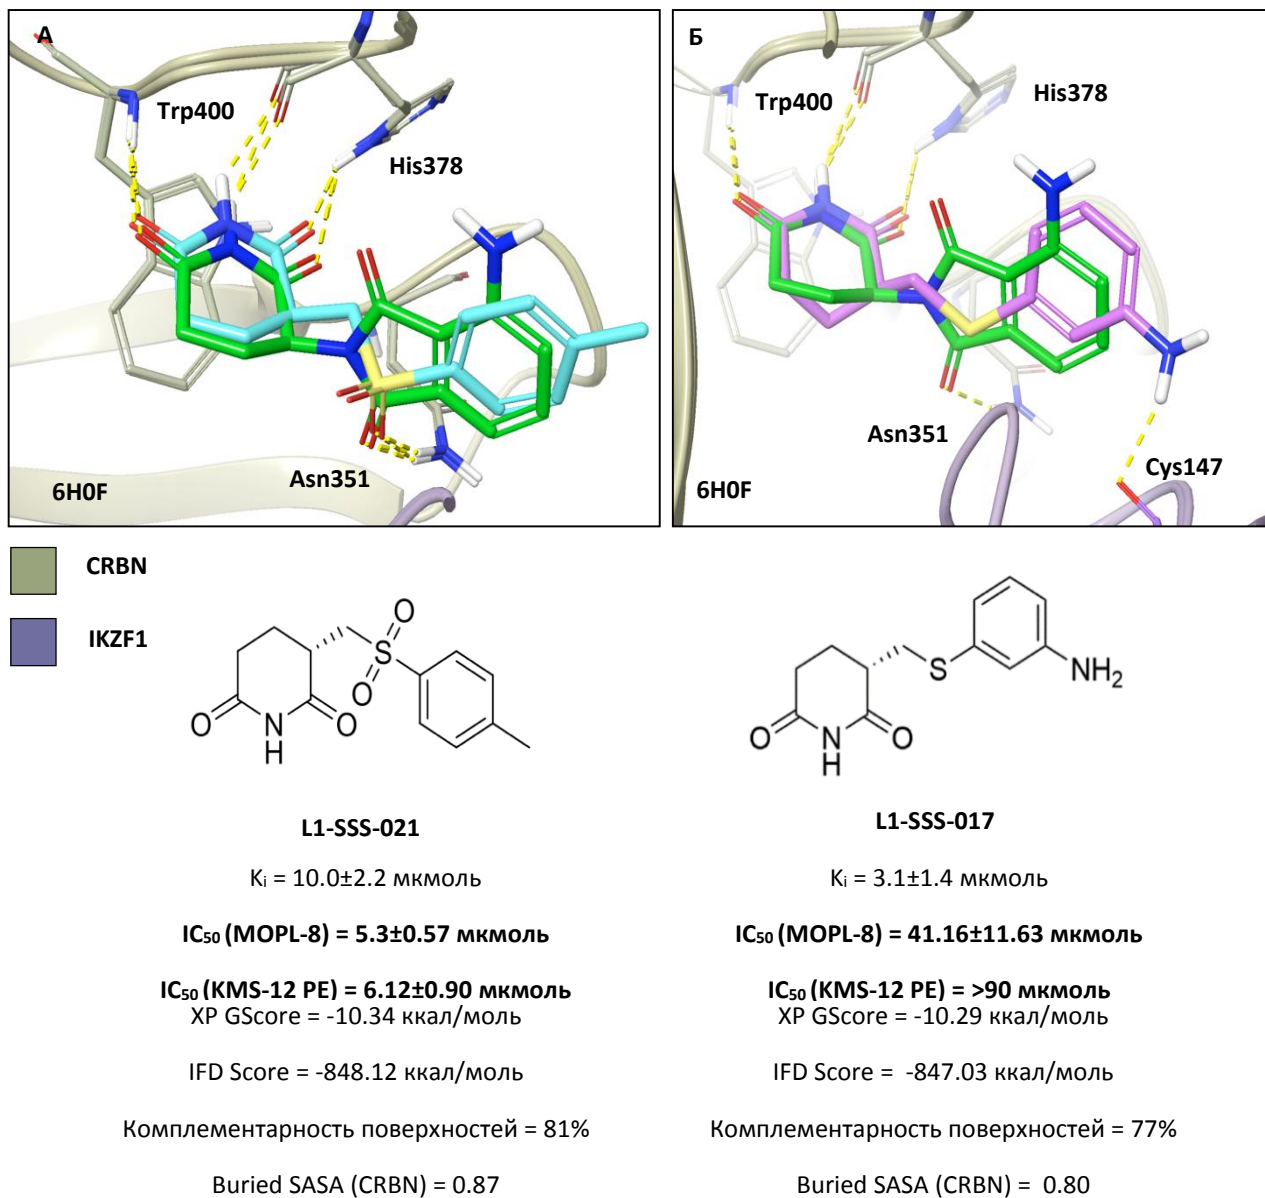 А
Trp400
His378
Asn351
6H0F
Б
Trp400
His378
Asn351
Cys147
6H0F
CRBN
IKZF1
O
S
O
O
N
H
O
S
NH2
O
N
H
O
L1-SSS-021
Ki = 10.0±2.2 мкмоль
IC50 (MOPL-8) = 5.3±0.57 мкмоль
IC50 (KMS-12 PE) = 6.12±0.90 мкмоль
XP GScore = -10.34 ккал/моль
IFD Score = -848.12 ккал/моль
Комплементарность поверхностей = 81%
Buried SASA (CRBN) = 0.87
L1-SSS-017
Ki = 3.1±1.4 мкмоль
IC50 (MOPL-8) = 41.16±11.63 мкмоль
IC50 (KMS-12 PE) = >90 мкмоль
XP GScore = -10.29 ккал/моль
IFD Score = -847.03 ккал/моль
Комплементарность поверхностей = 77%
Buried SASA (CRBN) = 0.80